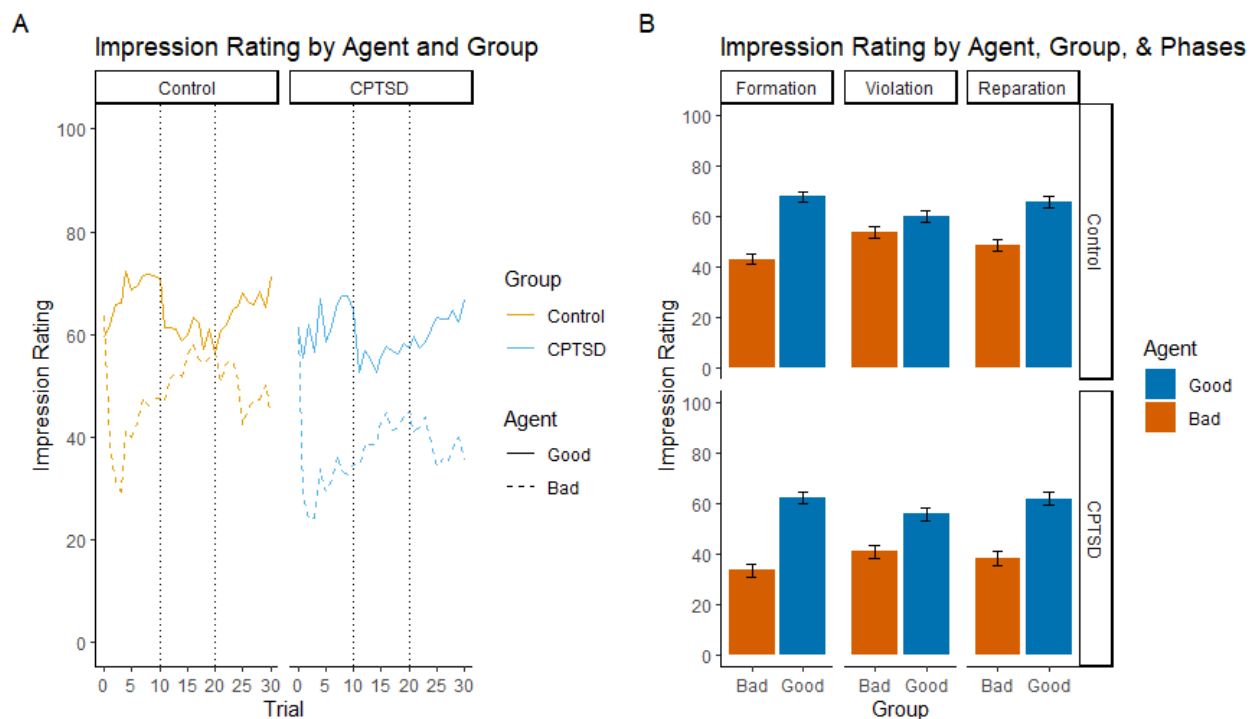 A
Impression Rating by Agent and Group
Control
CPTSD
100
80
60
40
20
0
Impression Rating
0 5 10 15 20 25 30
0 5 10 15 20 25 30
Trial
Group
Control
CPTSD
Agent
Good
Bad
B
Impression Rating by Agent, Group, & Phases
Formation
Violation
Reparation
100
80
60
40
20
0
Impression Rating
Control
100
80
60
40
20
0
Impression Rating
CPTSD
Bad Good
Bad Good
Bad Good
Group
Agent
Good
Bad